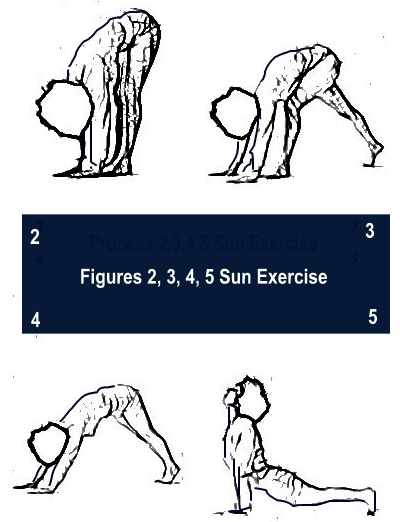 2
3
Process 2,3,4,5 Sun Exercise
Figures 2, 3, 4, 5 Sun Exercise
4
5